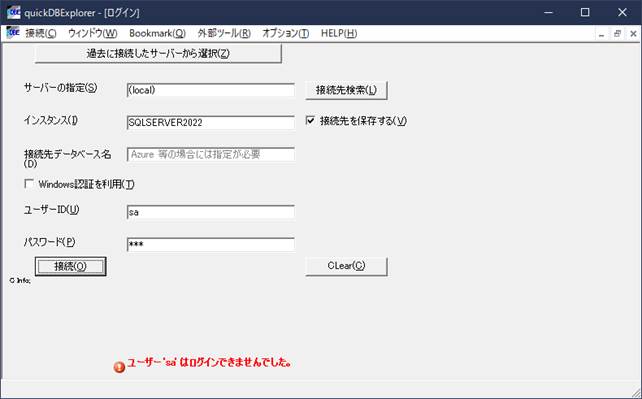 quickDBExplorer - [ログイン]
接続(C) ウィンドウ(W) Bookmark(Q) 外部ツール(R) オプション(T) HELP(H)
過去に接続したサーバーから選択(Z)
サーバーの指定(S) (local) 接続先検索(L)
インスタンス(I) SQLSERVER2022 接続先を保存する(V)
接続先データベース名(D) Azure 等の場合には指定が必要
Windows認証を利用(T)
ユーザーID(U) sa
パスワード(P) ***
接続(O) CLear(C)
ユーザー 'sa' はログインできませんでした。